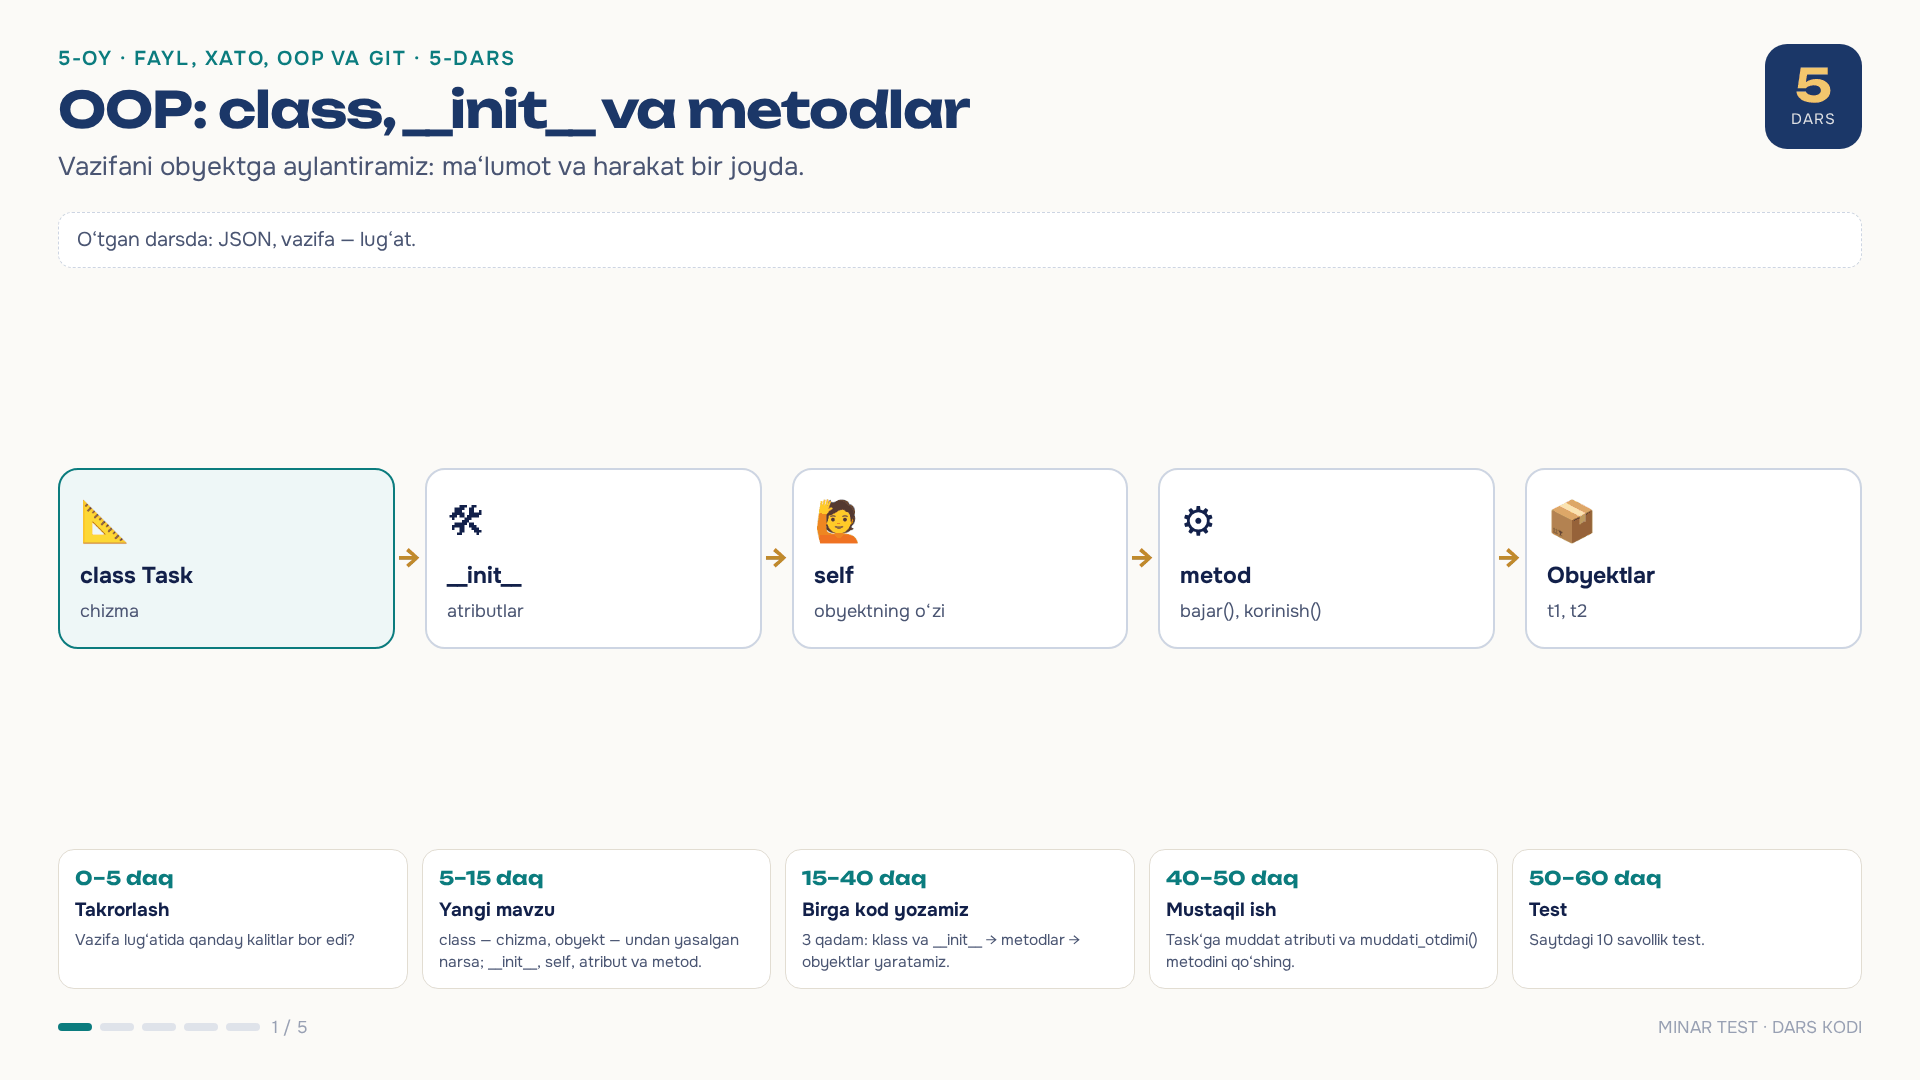 5-OY · FAYL, XATO, OOP VA GIT · 5-DARS
OOP: class, __init__ va metodlar
Vazifani obyektga aylantiramiz: maʻlumot va harakat bir joyda.
5
DARS
Oʻtgan darsda: JSON, vazifa — lugʻat.
class Task
chizma
→
__init__
atributlar
→
self
obyektning oʻzi
→
metod
bajar(), korinish()
→
Obyektlar
t1, t2
0–5 daq
Takrorlash
Vazifa lugʻatida qanday kalitlar bor edi?
5–15 daq
Yangi mavzu
class — chizma, obyekt — undan yasalgan
narsa; __init__, self, atribut va metod.
15–40 daq
Birga kod yozamiz
3 qadam: klass va __init__ → metodlar →
obyektlar yaratamiz.
40–50 daq
Mustaqil ish
Taskʻga muddat atributi va muddati_otdimi()
metodini qoʻshing.
50–60 daq
Test
Saytdagi 10 savollik test.
1 / 5
MINAR TEST · DARS KODI